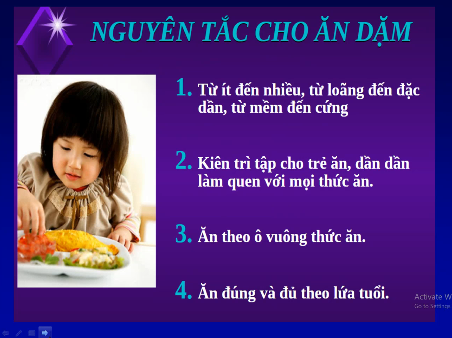 NGUYÊN TẮC CHO ĂN DẶM
1. Từ ít đến nhiều, từ loãng đến đặc
dần, từ mềm đến cứng
2. Kiên trì tập cho trẻ ăn, dần dần
làm quen với mọi thức ăn.
3. Ăn theo ô vuông thức ăn.
4. Ăn đúng và đủ theo lứa tuổi.
Activate W
Go to Settings